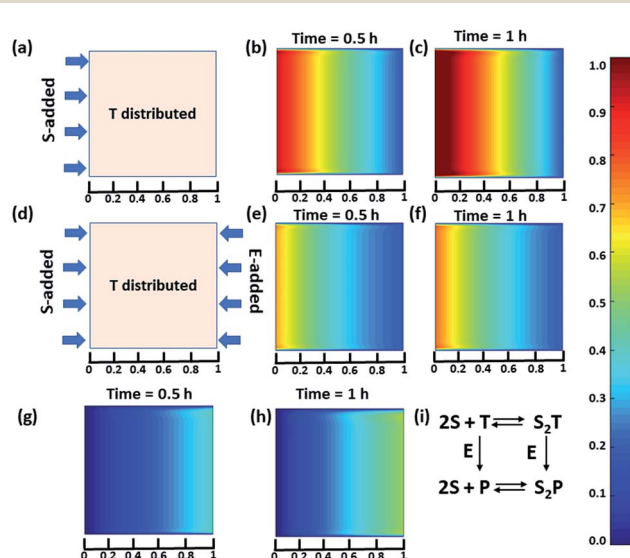 (a)
S-added
T distributed
0 0.2 0.4 0.6 0.8 1
(b)
Time = 0.5 h
0 0.2 0.4 0.6 0.8 1
(c)
Time = 1 h
0 0.2 0.4 0.6 0.8 1
(d)
S-added
T distributed
E-added
0 0.2 0.4 0.6 0.8 1
(e)
Time = 0.5 h
0 0.2 0.4 0.6 0.8 1
(f)
Time = 1 h
0 0.2 0.4 0.6 0.8 1
(g)
Time = 0.5 h
0 0.2 0.4 0.6 0.8 1
(h)
Time = 1 h
0 0.2 0.4 0.6 0.8 1
(i)
2S + T ⇌ S₂T
E E
2S + P ⇌ S₂P
1.0
0.9
0.8
0.7
0.6
0.5
0.4
0.3
0.2
0.1
0.0